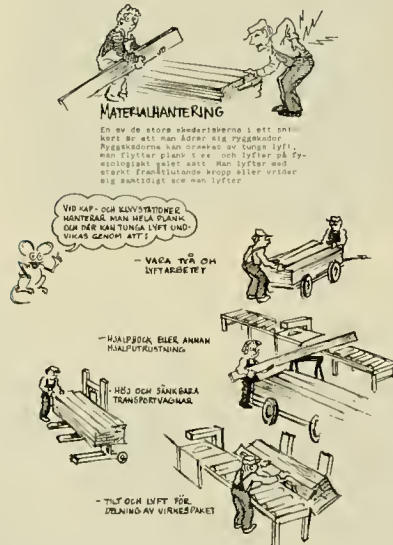 MATERIALHANTERING
En av de stora skaderiskerna i ett sni
keri är att man ådrar sig ryggskador
Ryggskadorna kan orsakas av tunga lyft,
man flyttar plank t ex och lyfter på fy-
siologiskt galet sätt Man lyfter med
starkt framåtlutande kropp eller vrider
sig samtidigt som man lyfter
VID KAP- OCH KLYVSTATIONER
HANTERAR MAN HELA PLANK
OCH DÄR KAN TUNGA LYFT UND-
VIKAS GENOM ATT:
- VARA TVÅ OM
LYFTARBETET
- HJÄLPBOCK ELLER ANNAN
HJÄLPUTRUSTNING
- HÖJ OCH SÄNKBARA
TRANSPORTVAGNAR
- TILT OCH LYFT FÖR
DELNING AV VIRKESPAKET